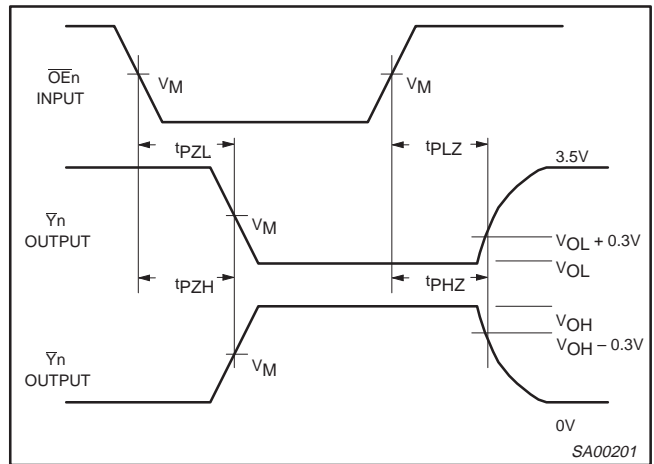 OEn
INPUT
VM
VM
tPZL
tPLZ
3.5V
Yn
OUTPUT
VM
VOL + 0.3V
VOL
tPZH
tPHZ
VOH
VOH – 0.3V
Yn
OUTPUT
VM
0V
SA00201